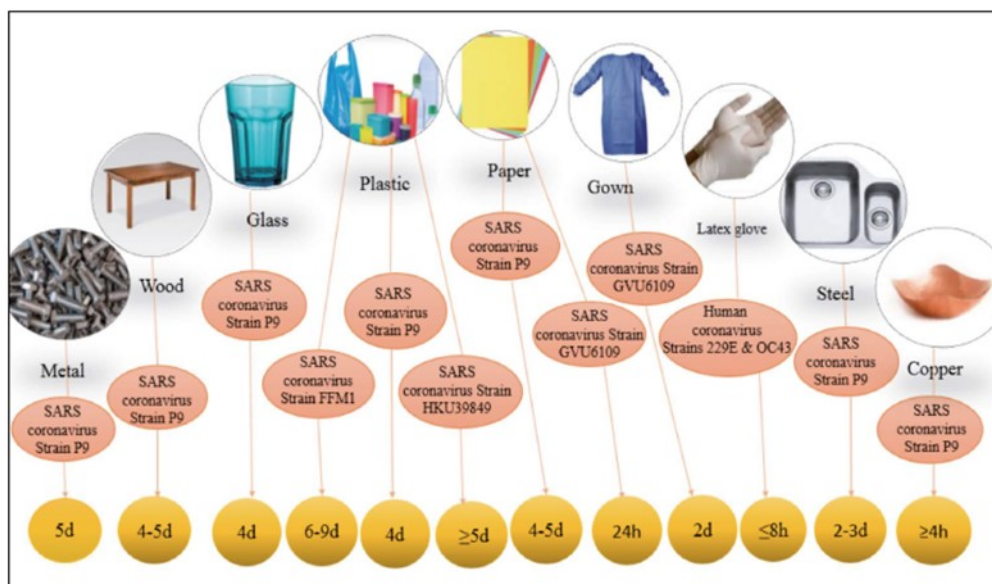 Metal
SARS
coronavirus
Strain P9
5d
Wood
SARS
coronavirus
Strain P9
4-5d
Glass
SARS
coronavirus
Strain P9
4d
Plastic
SARS
coronavirus
Strain FFM1
6-9d
SARS
coronavirus
Strain P9
4d
SARS
coronavirus Strain
HKU39849
≥5d
Paper
SARS
coronavirus
Strain P9
4-5d
SARS
coronavirus Strain
GVU6109
24h
Gown
SARS
coronavirus Strain
GVU6109
2d
Latex glove
Human
coronavirus
Strains 229E & OC43
≤8h
Steel
SARS
coronavirus
Strain P9
2-3d
Copper
SARS
coronavirus
Strain P9
≥4h